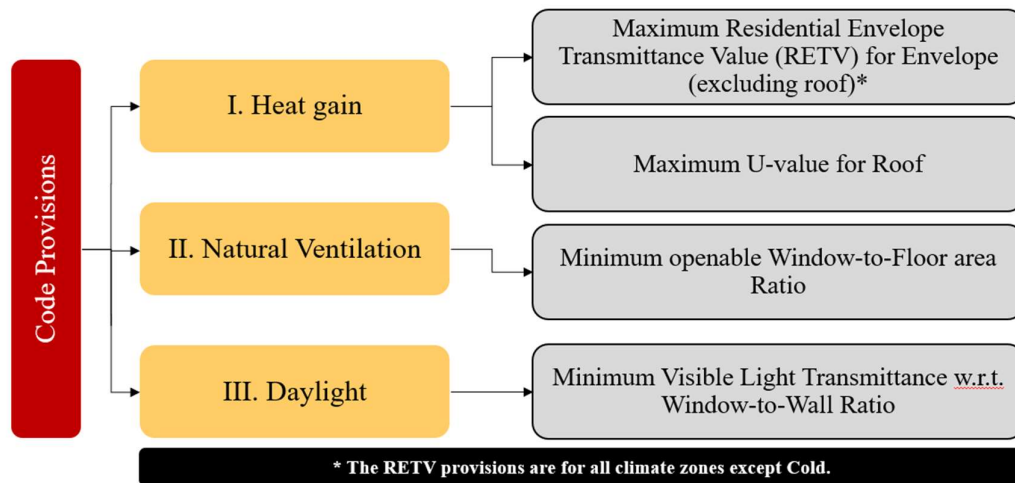 Code Provisions
I. Heat gain
Maximum Residential Envelope
Transmittance Value (RETV) for Envelope
(excluding roof)*
Maximum U-value for Roof
II. Natural Ventilation
Minimum openable Window-to-Floor area
Ratio
III. Daylight
Minimum Visible Light Transmittance w.r.t.
Window-to-Wall Ratio
* The RETV provisions are for all climate zones except Cold.